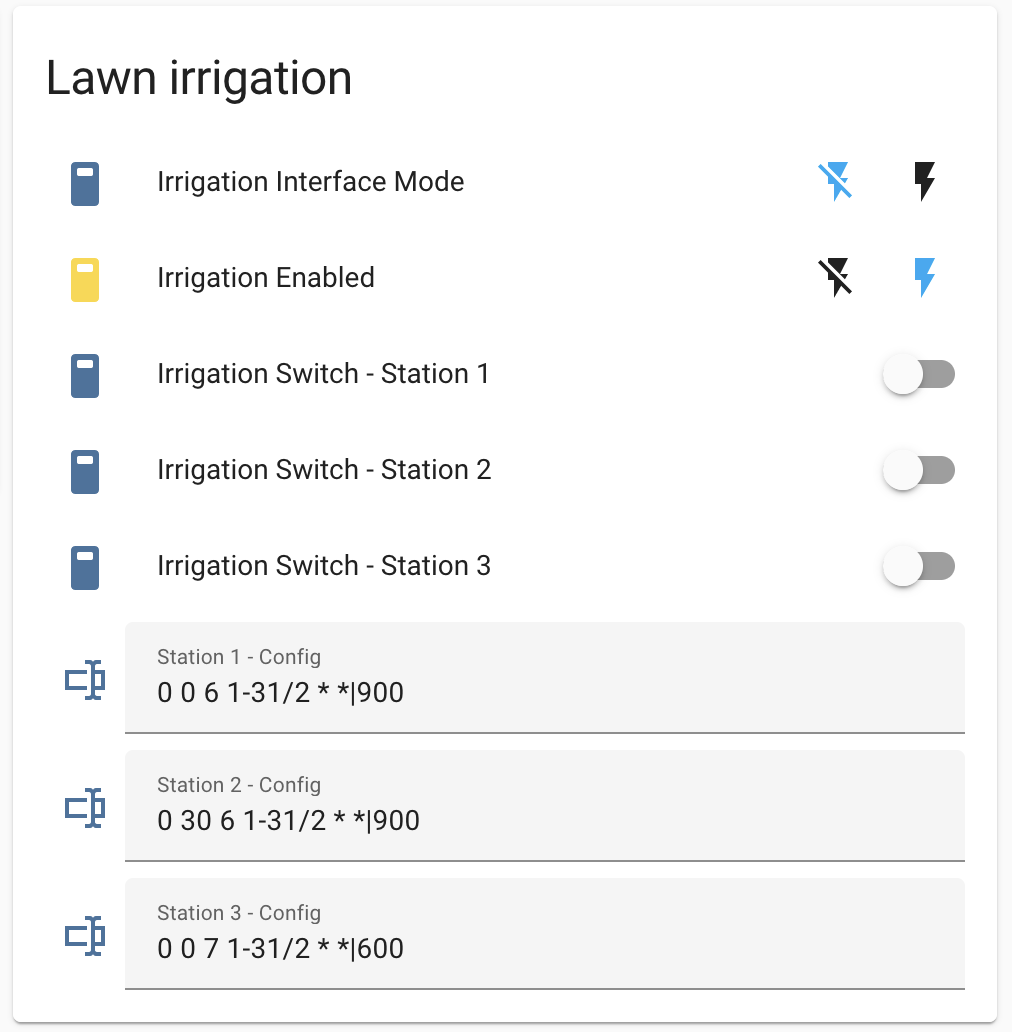 Lawn irrigation
Irrigation Interface Mode
Irrigation Enabled
Irrigation Switch - Station 1
Irrigation Switch - Station 2
Irrigation Switch - Station 3
Station 1 - Config
0 0 6 1-31/2 * *|900
Station 2 - Config
0 30 6 1-31/2 * *|900
Station 3 - Config
0 0 7 1-31/2 * *|600